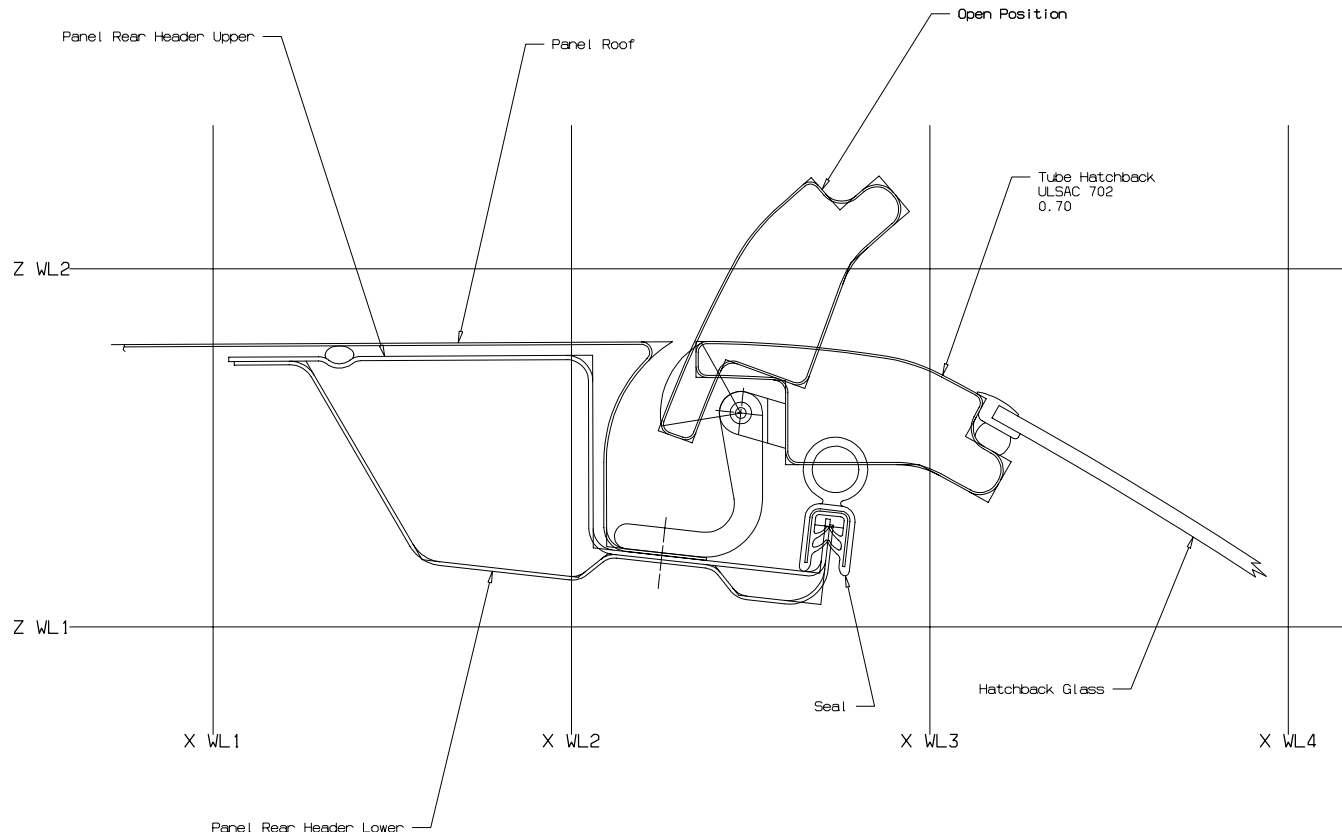 Open Position
Panel Rear Header Upper
Panel Roof
Tube Hatchback
ULSAC 702
0.70
Z WL2
Z WL1
Hatchback Glass
Seal
X WL1
X WL2
X WL3
X WL4
Panel Rear Header Lower